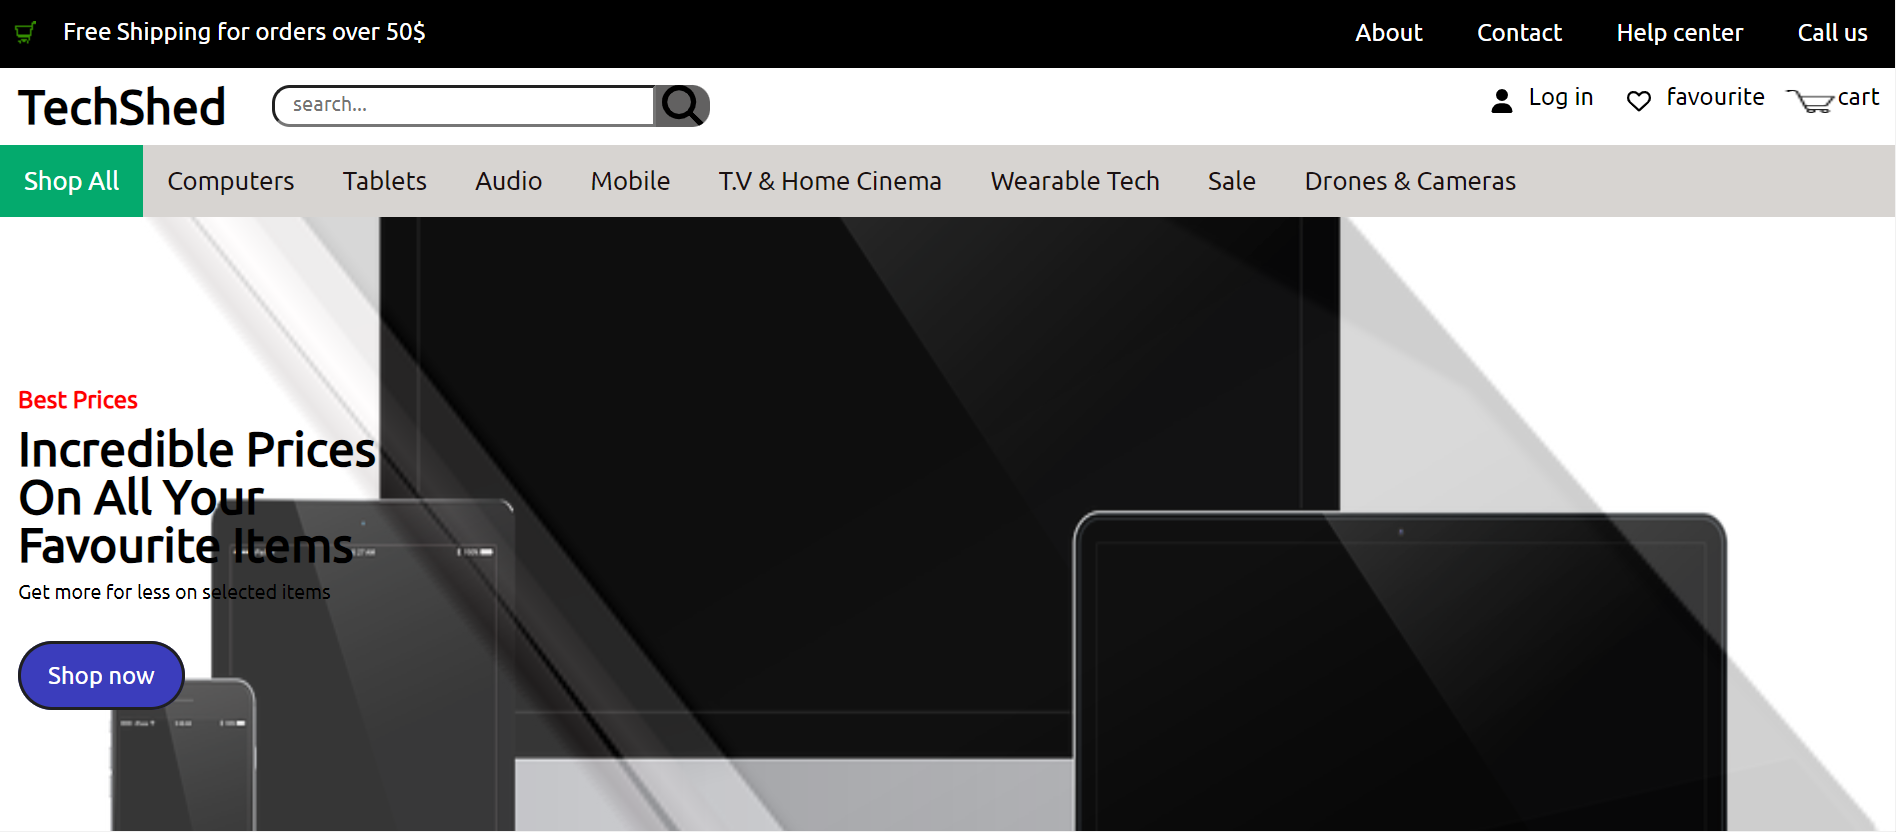 Free Shipping for orders over 50$
About Contact Help center Call us
TechShed
search...
Log in favourite cart
Shop All Computers Tablets Audio Mobile T.V & Home Cinema Wearable Tech Sale Drones & Cameras
Best Prices
Incredible Prices
On All Your
Favourite Items
Get more for less on selected items
Shop now